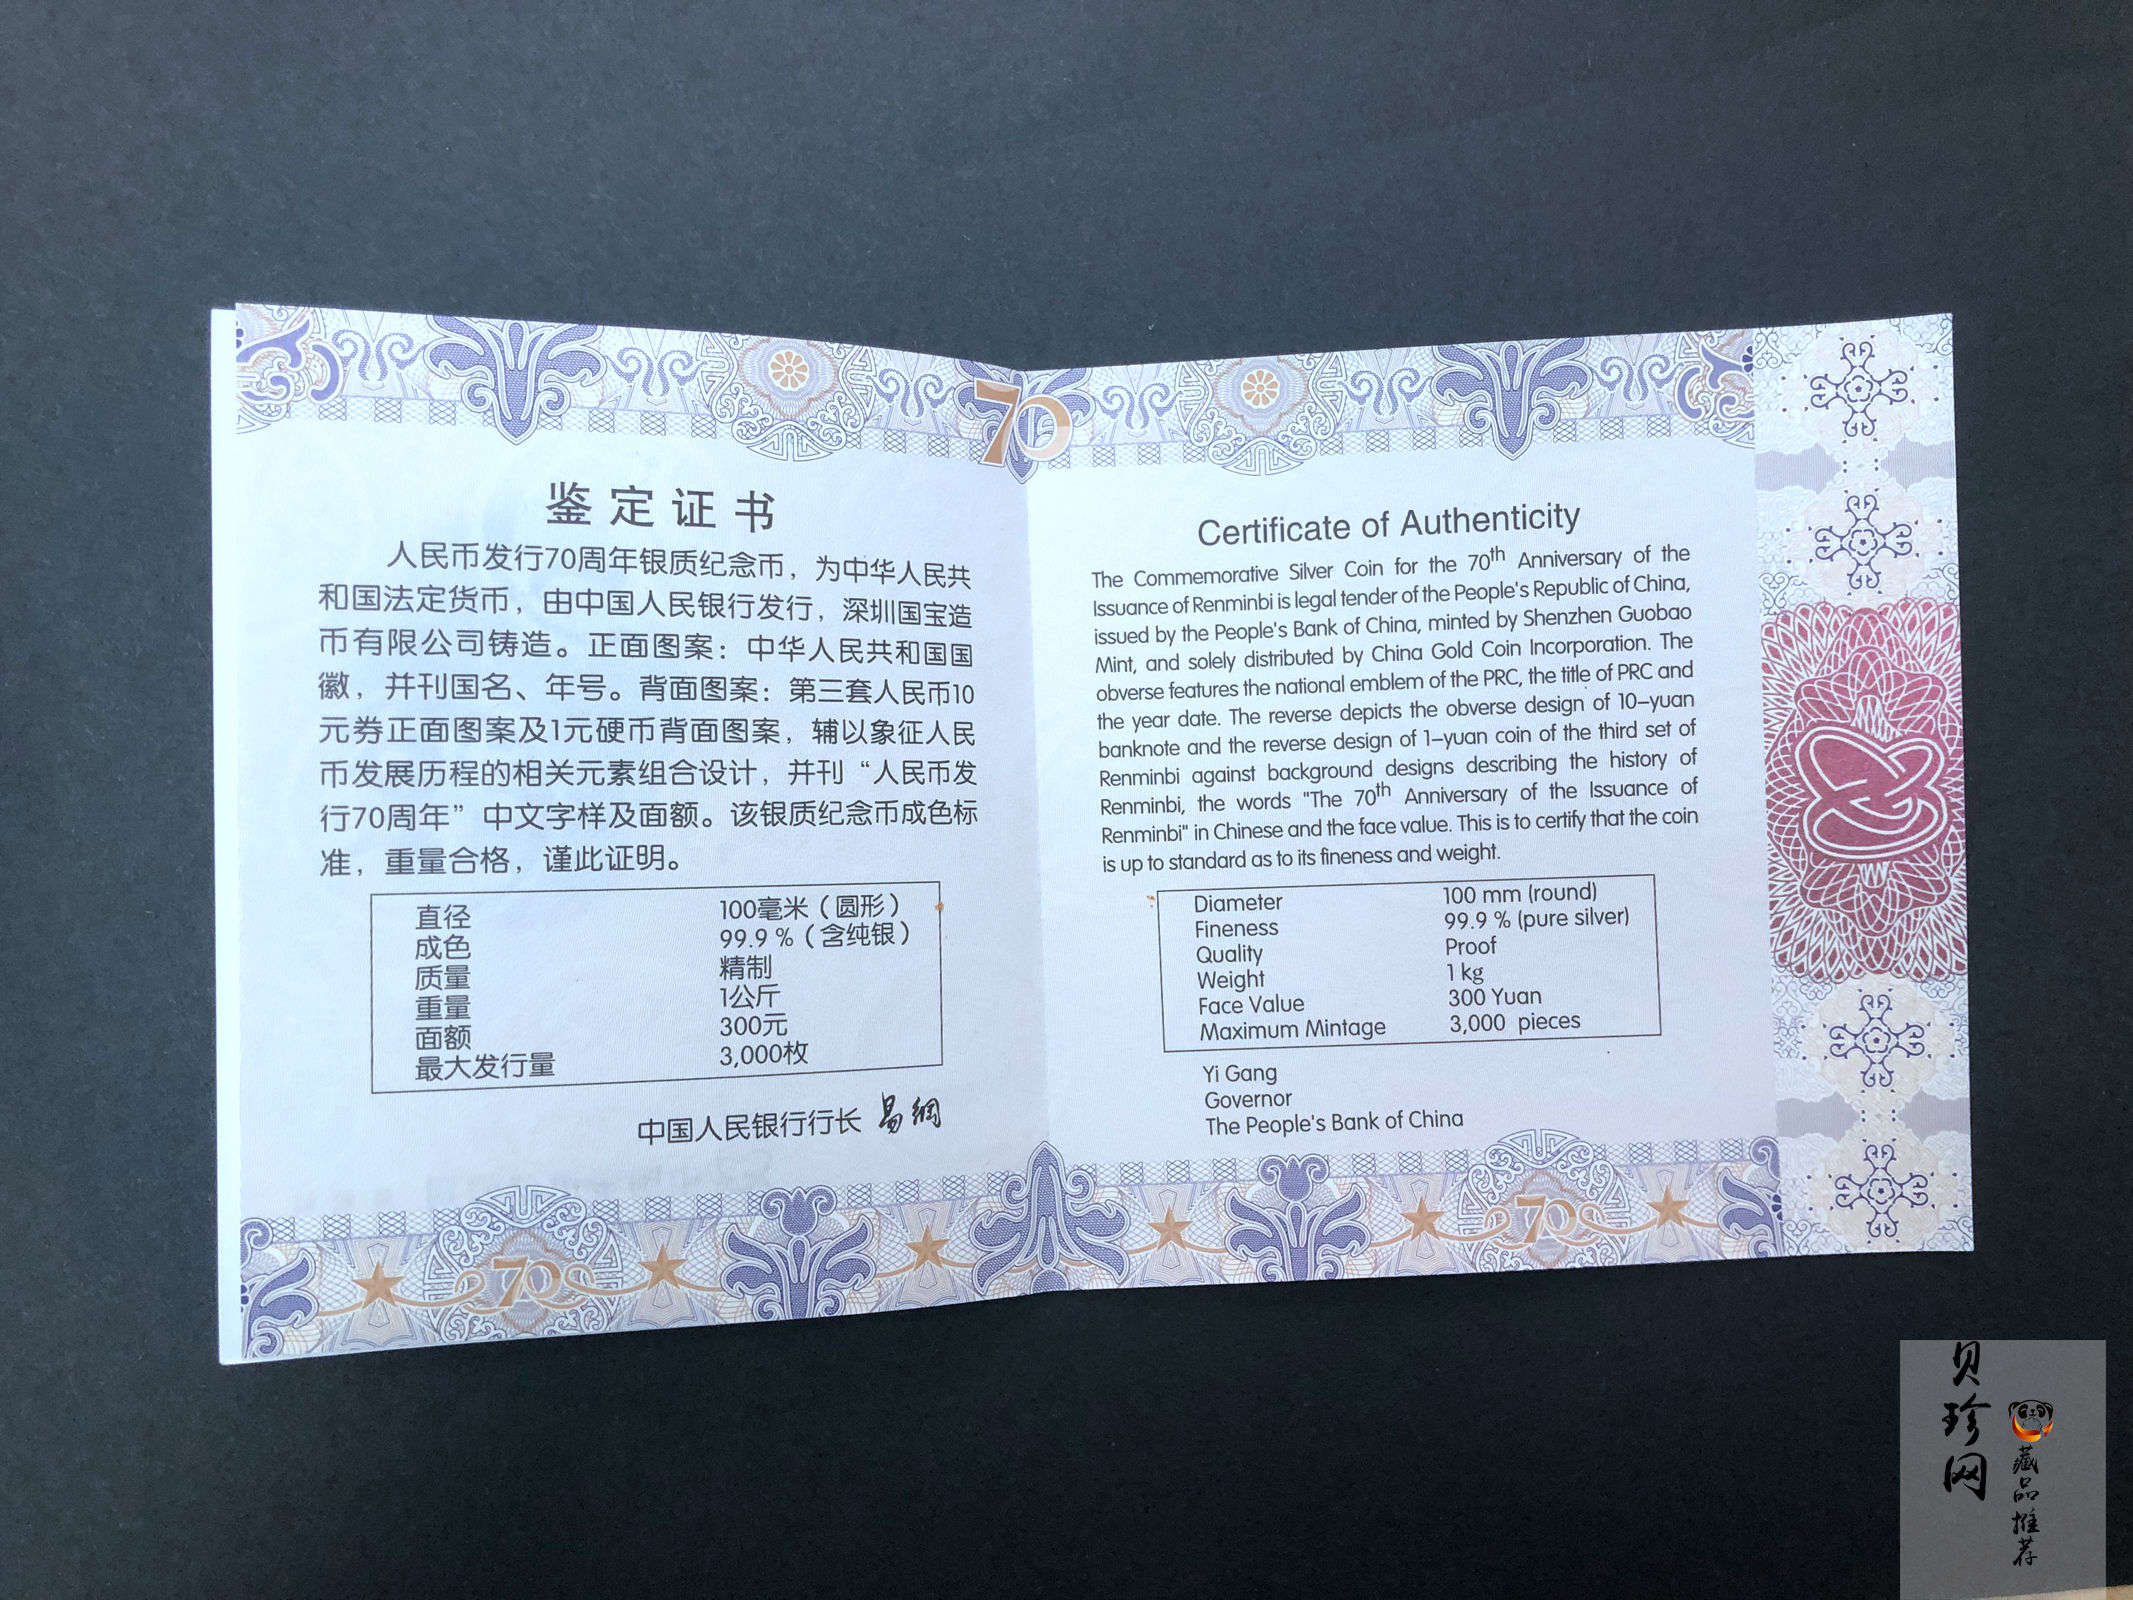 70
鉴定证书
人民币发行70周年银质纪念币，为中华人民共
和国法定货币，由中国人民银行发行，深圳国宝造
币有限公司铸造。正面图案：中华人民共和国国
徽，并刊国名、年号。背面图案：第三套人民币10
元券正面图案及1元硬币背面图案，辅以象征人民
币发展历程的相关元素组合设计，并刊“人民币发
行70周年”中文字样及面额。该银质纪念币成色标
准，重量合格，谨此证明。
直径 100毫米（圆形）
成色 99.9%（含纯银）
质量 精制
重量 1公斤
面额 300元
最大发行量 3,000枚
中国人民银行行长 易纲
70
Certificate of Authenticity
The Commemorative Silver Coin for the 70th Anniversary of the
Issuance of Renminbi is legal tender of the People's Republic of China,
issued by the People's Bank of China, minted by Shenzhen Guobao
Mint, and solely distributed by China Gold Coin Incorporation. The
obverse features the national emblem of the PRC, the title of PRC and
the year date. The reverse depicts the obverse design of 10-yuan
banknote and the reverse design of 1-yuan coin of the third set of
Renminbi against background designs describing the history of
Renminbi, the words "The 70th Anniversary of the Issuance of
Renminbi" in Chinese and the face value. This is to certify that the coin
is up to standard as to its fineness and weight.
Diameter 100 mm (round)
Fineness 99.9 % (pure silver)
Quality Proof
Weight 1 kg
Face Value 300 Yuan
Maximum Mintage 3,000 pieces
Yi Gang
Governor
The People's Bank of China
70
贝珍网
藏品推荐